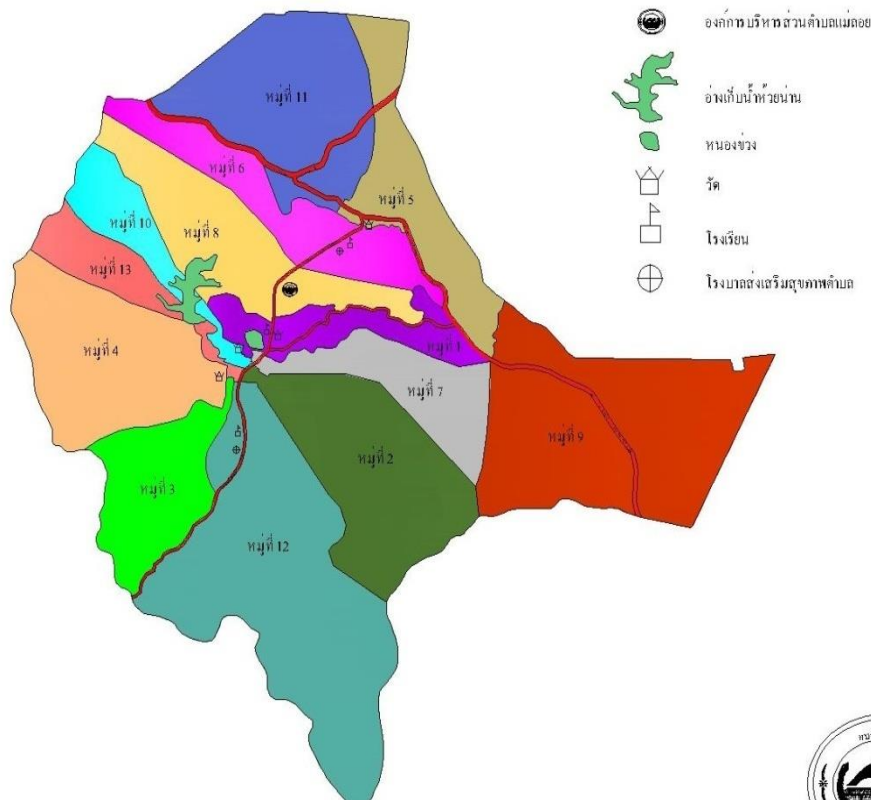 องค์การบริหารส่วนตำบลแม่ลอย
อ่างเก็บน้ำห้วยน่าน
หนองช่วง
วัด
โรงเรียน
โรงบาลส่งเสริมสุขภาพตำบล
หมู่ที่ 11
หมู่ที่ 6
หมู่ที่ 5
หมู่ที่ 10
หมู่ที่ 8
หมู่ที่ 13
หมู่ที่ 4
หมู่ที่ 1
หมู่ที่ 7
หมู่ที่ 9
หมู่ที่ 2
หมู่ที่ 3
หมู่ที่ 12